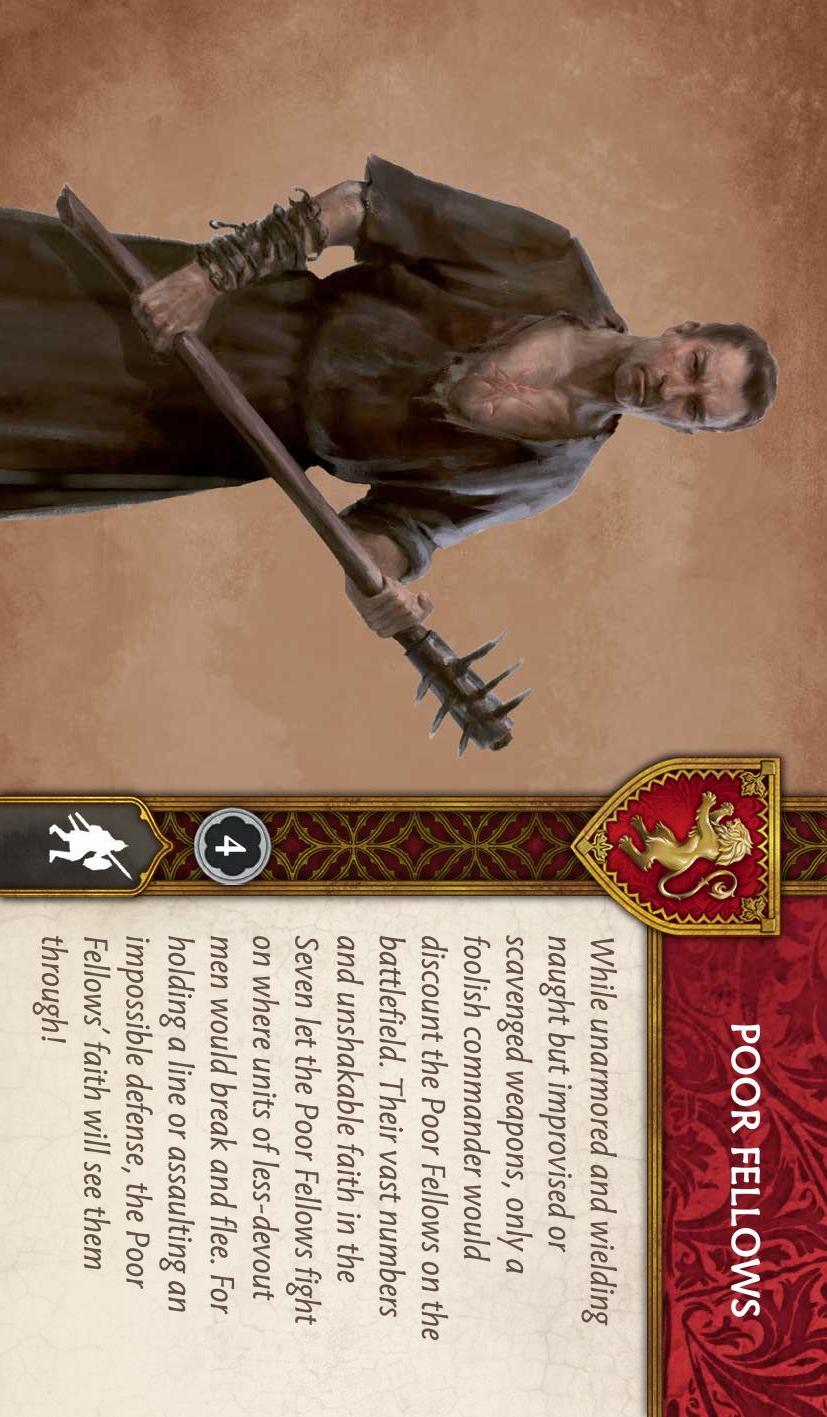 POOR FELLOWS
While unarmored and wielding
naught but improvised or
scavenged weapons, only a
foolish commander would
discount the Poor Fellows on the
battlefield. Their vast numbers
and unshakable faith in the
Seven let the Poor Fellows fight
on where units of less-devout
men would break and flee. For
holding a line or assaulting an
impossible defense, the Poor
Fellows' faith will see them
through!
4